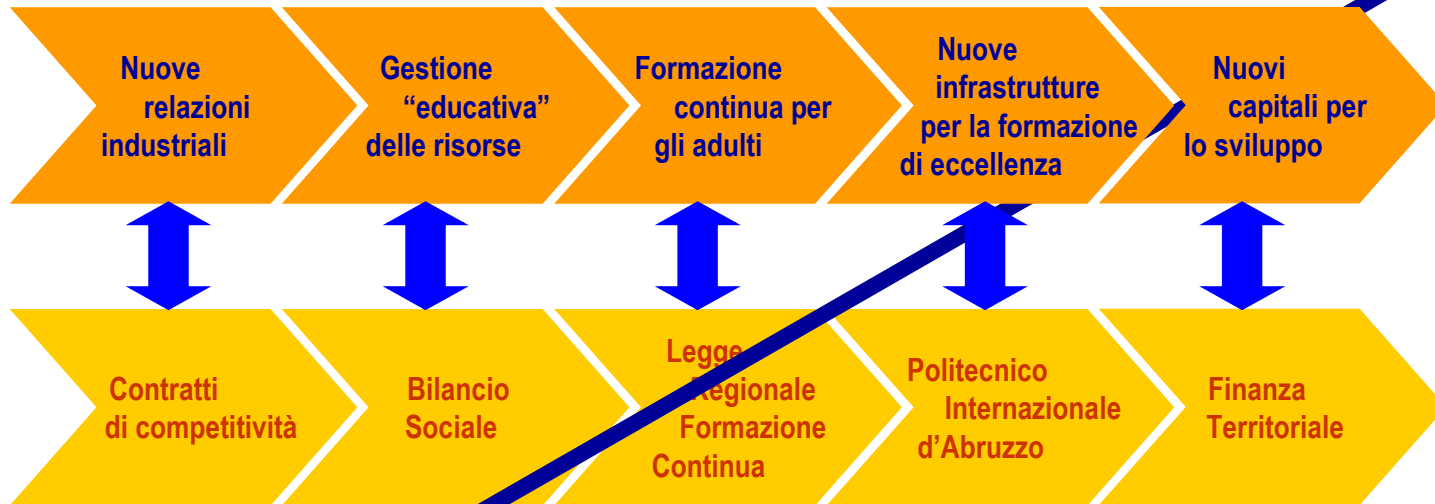 Nuove
relazioni
industriali
Gestione
“educativa”
delle risorse
Formazione
continua per
gli adulti
Nuove
infrastrutture
per la formazione
di eccellenza
Nuovi
capitali per
lo sviluppo
Contratti
di competitività
Bilancio
Sociale
Legge
Regionale
Formazione
Continua
Politecnico
Internazionale
d’Abruzzo
Finanza
Territoriale